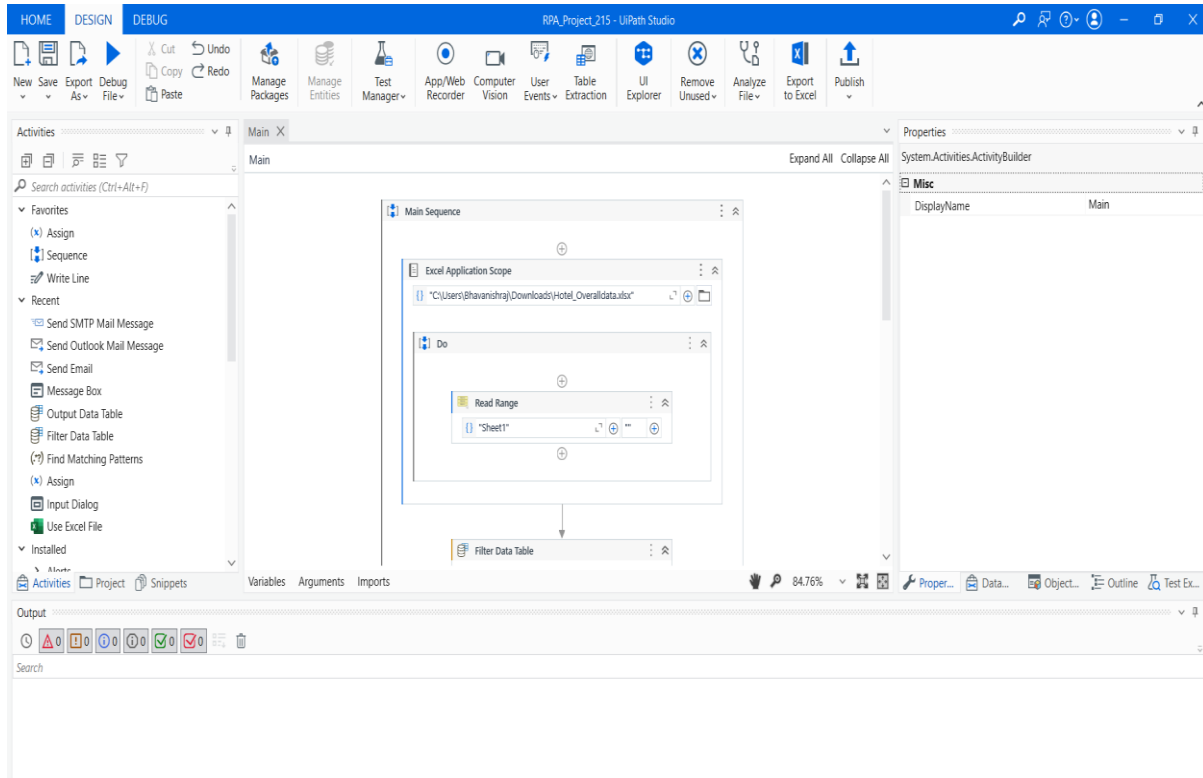 HOME DESIGN DEBUG RPA_Project_215 - UiPath Studio
New Save Export As Debug File Cut Copy Paste Undo Redo Manage Packages Manage Entities Test Manager App/Web Recorder Computer Vision User Events Table Extraction UI Explorer Remove Unused Analyze File Export to Excel Publish
Activities
Search activities (Ctrl+Alt+F)
Favorites
Assign
Sequence
Write Line
Recent
Send SMTP Mail Message
Send Outlook Mail Message
Send Email
Message Box
Output Data Table
Filter Data Table
Find Matching Patterns
Assign
Input Dialog
Use Excel File
Installed
Alerts
Activities Project Snippets
Main
Main Expand All Collapse All
Main Sequence
Excel Application Scope
"C:\Users\Bhavanishraj\Downloads\Hotel_Overalldata.xlsx"
Do
Read Range
"Sheet1" ""
Filter Data Table
Variables Arguments Imports 84.76%
Properties
System.Activities.ActivityBuilder
Misc
DisplayName Main
Proper... Data... Object... Outline Test Ex...
Output
0 0 0 0 0 0
Search